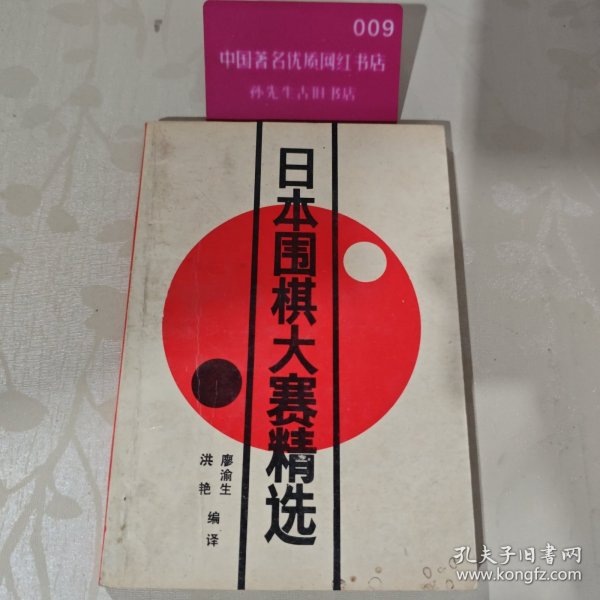 009
中国著名优质网红书店
孙先生古旧书店
日本围棋大赛精选
廖渝生
洪艳 编译
孔夫子旧书网
www.kongfz.com